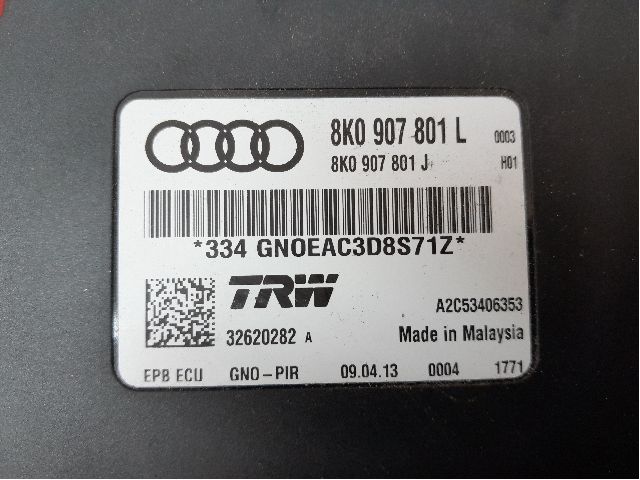 8K0 907 801 L 0003
8K0 907 801 J H01
*334 GNOEAC3D8S71Z*
TRW
A2C53406353
32620282 A Made in Malaysia
EPB ECU GNO-PIR 09.04.13 0004 1771